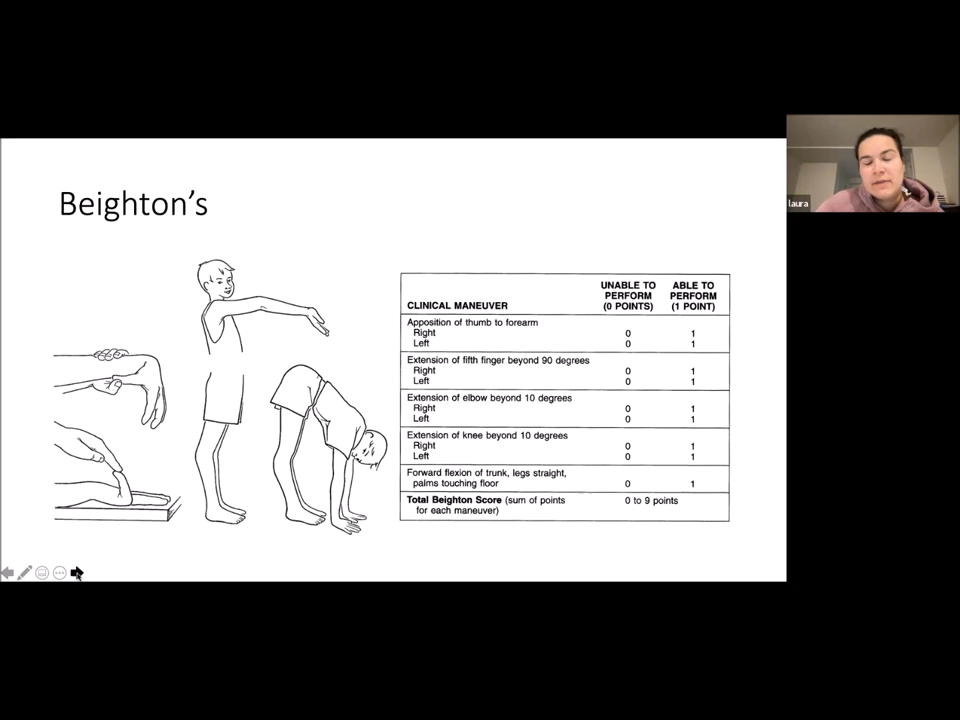 Beighton's
laura
CLINICAL MANEUVER
UNABLE TO PERFORM (0 POINTS)
ABLE TO PERFORM (1 POINT)
Apposition of thumb to forearm
Right 0 1
Left 0 1
Extension of fifth finger beyond 90 degrees
Right 0 1
Left 0 1
Extension of elbow beyond 10 degrees
Right 0 1
Left 0 1
Extension of knee beyond 10 degrees
Right 0 1
Left 0 1
Forward flexion of trunk, legs straight,
palms touching floor 0 1
Total Beighton Score (sum of points 0 to 9 points
for each maneuver)